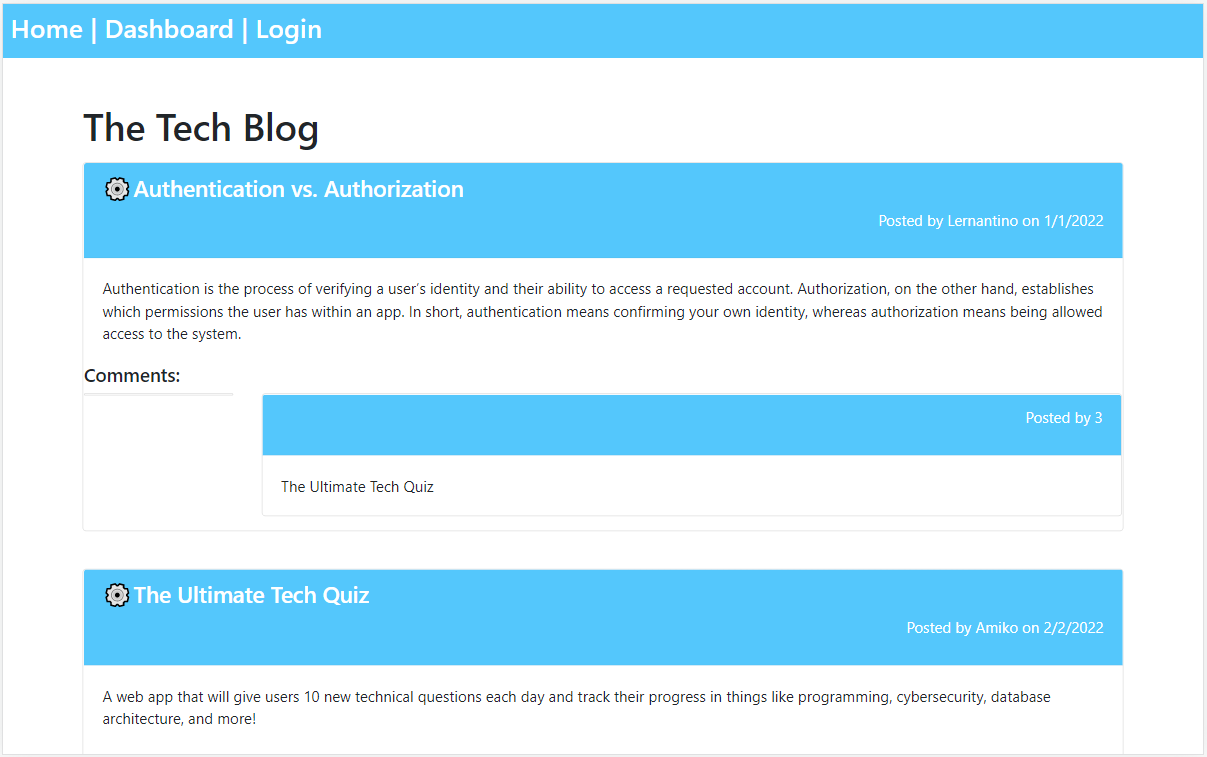 Home | Dashboard | Login
The Tech Blog
Authentication vs. Authorization
Posted by Lernantino on 1/1/2022
Authentication is the process of verifying a user’s identity and their ability to access a requested account. Authorization, on the other hand, establishes
which permissions the user has within an app. In short, authentication means confirming your own identity, whereas authorization means being allowed
access to the system.
Comments:
Posted by 3
The Ultimate Tech Quiz
The Ultimate Tech Quiz
Posted by Amiko on 2/2/2022
A web app that will give users 10 new technical questions each day and track their progress in things like programming, cybersecurity, database
architecture, and more!